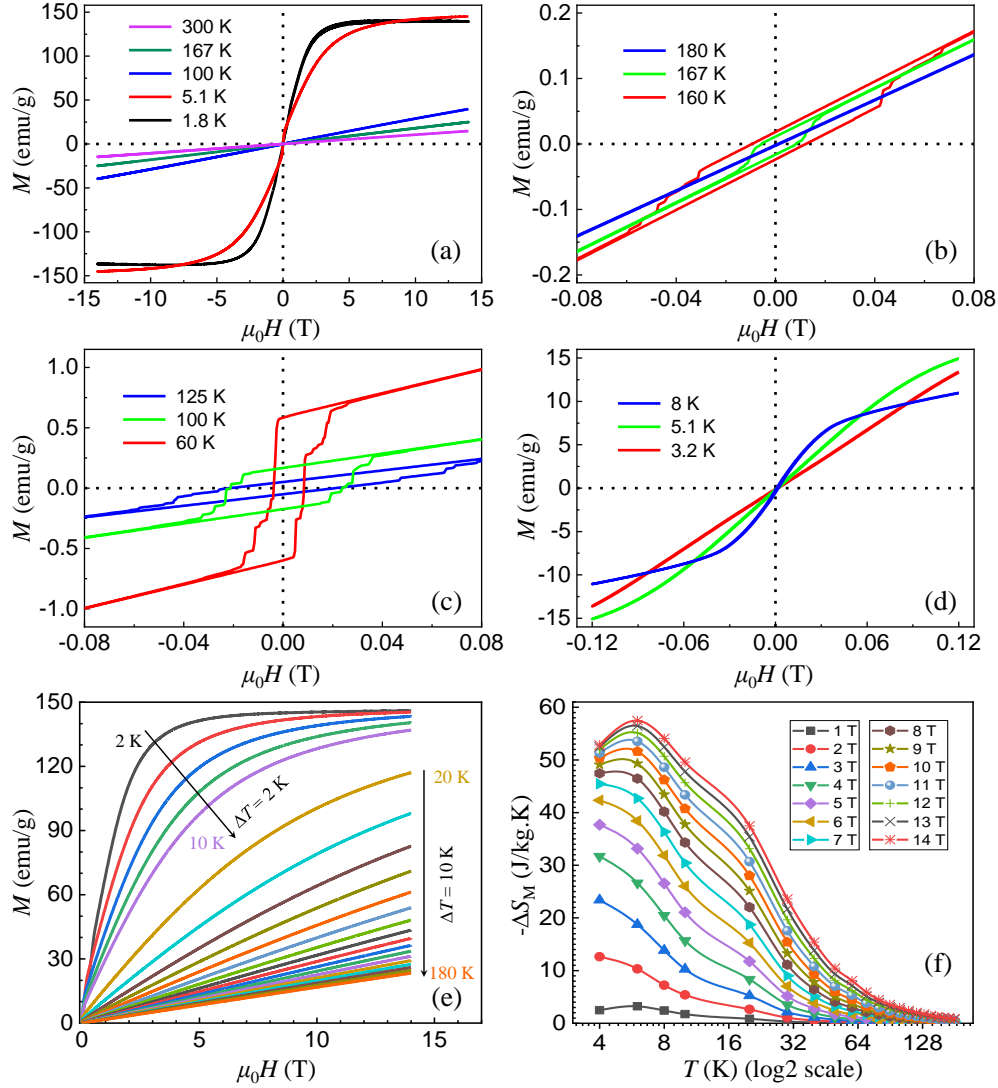 150
100
50
0
-50
-100
-150
M (emu/g)
300 K
167 K
100 K
5.1 K
1.8 K
(a)
-15 -10 -5 0 5 10 15
μ₀H (T)
0.2
0.1
0.0
-0.1
-0.2
M (emu/g)
180 K
167 K
160 K
(b)
-0.08 -0.04 0.00 0.04 0.08
μ₀H (T)
1.0
0.5
0.0
-0.5
-1.0
M (emu/g)
125 K
100 K
60 K
(c)
-0.08 -0.04 0.00 0.04 0.08
μ₀H (T)
15
10
5
0
-5
-10
-15
M (emu/g)
8 K
5.1 K
3.2 K
(d)
-0.12 -0.06 0.00 0.06 0.12
μ₀H (T)
150
120
90
60
30
0
M (emu/g)
2 K
ΔT = 2 K
10 K
20 K
ΔT = 10 K
180 K
(e)
0 5 10 15
μ₀H (T)
60
50
40
30
20
10
0
-ΔS_M (J/kg.K)
1 T 8 T
2 T 9 T
3 T 10 T
4 T 11 T
5 T 12 T
6 T 13 T
7 T 14 T
(f)
4 8 16 32 64 128
T (K) (log2 scale)